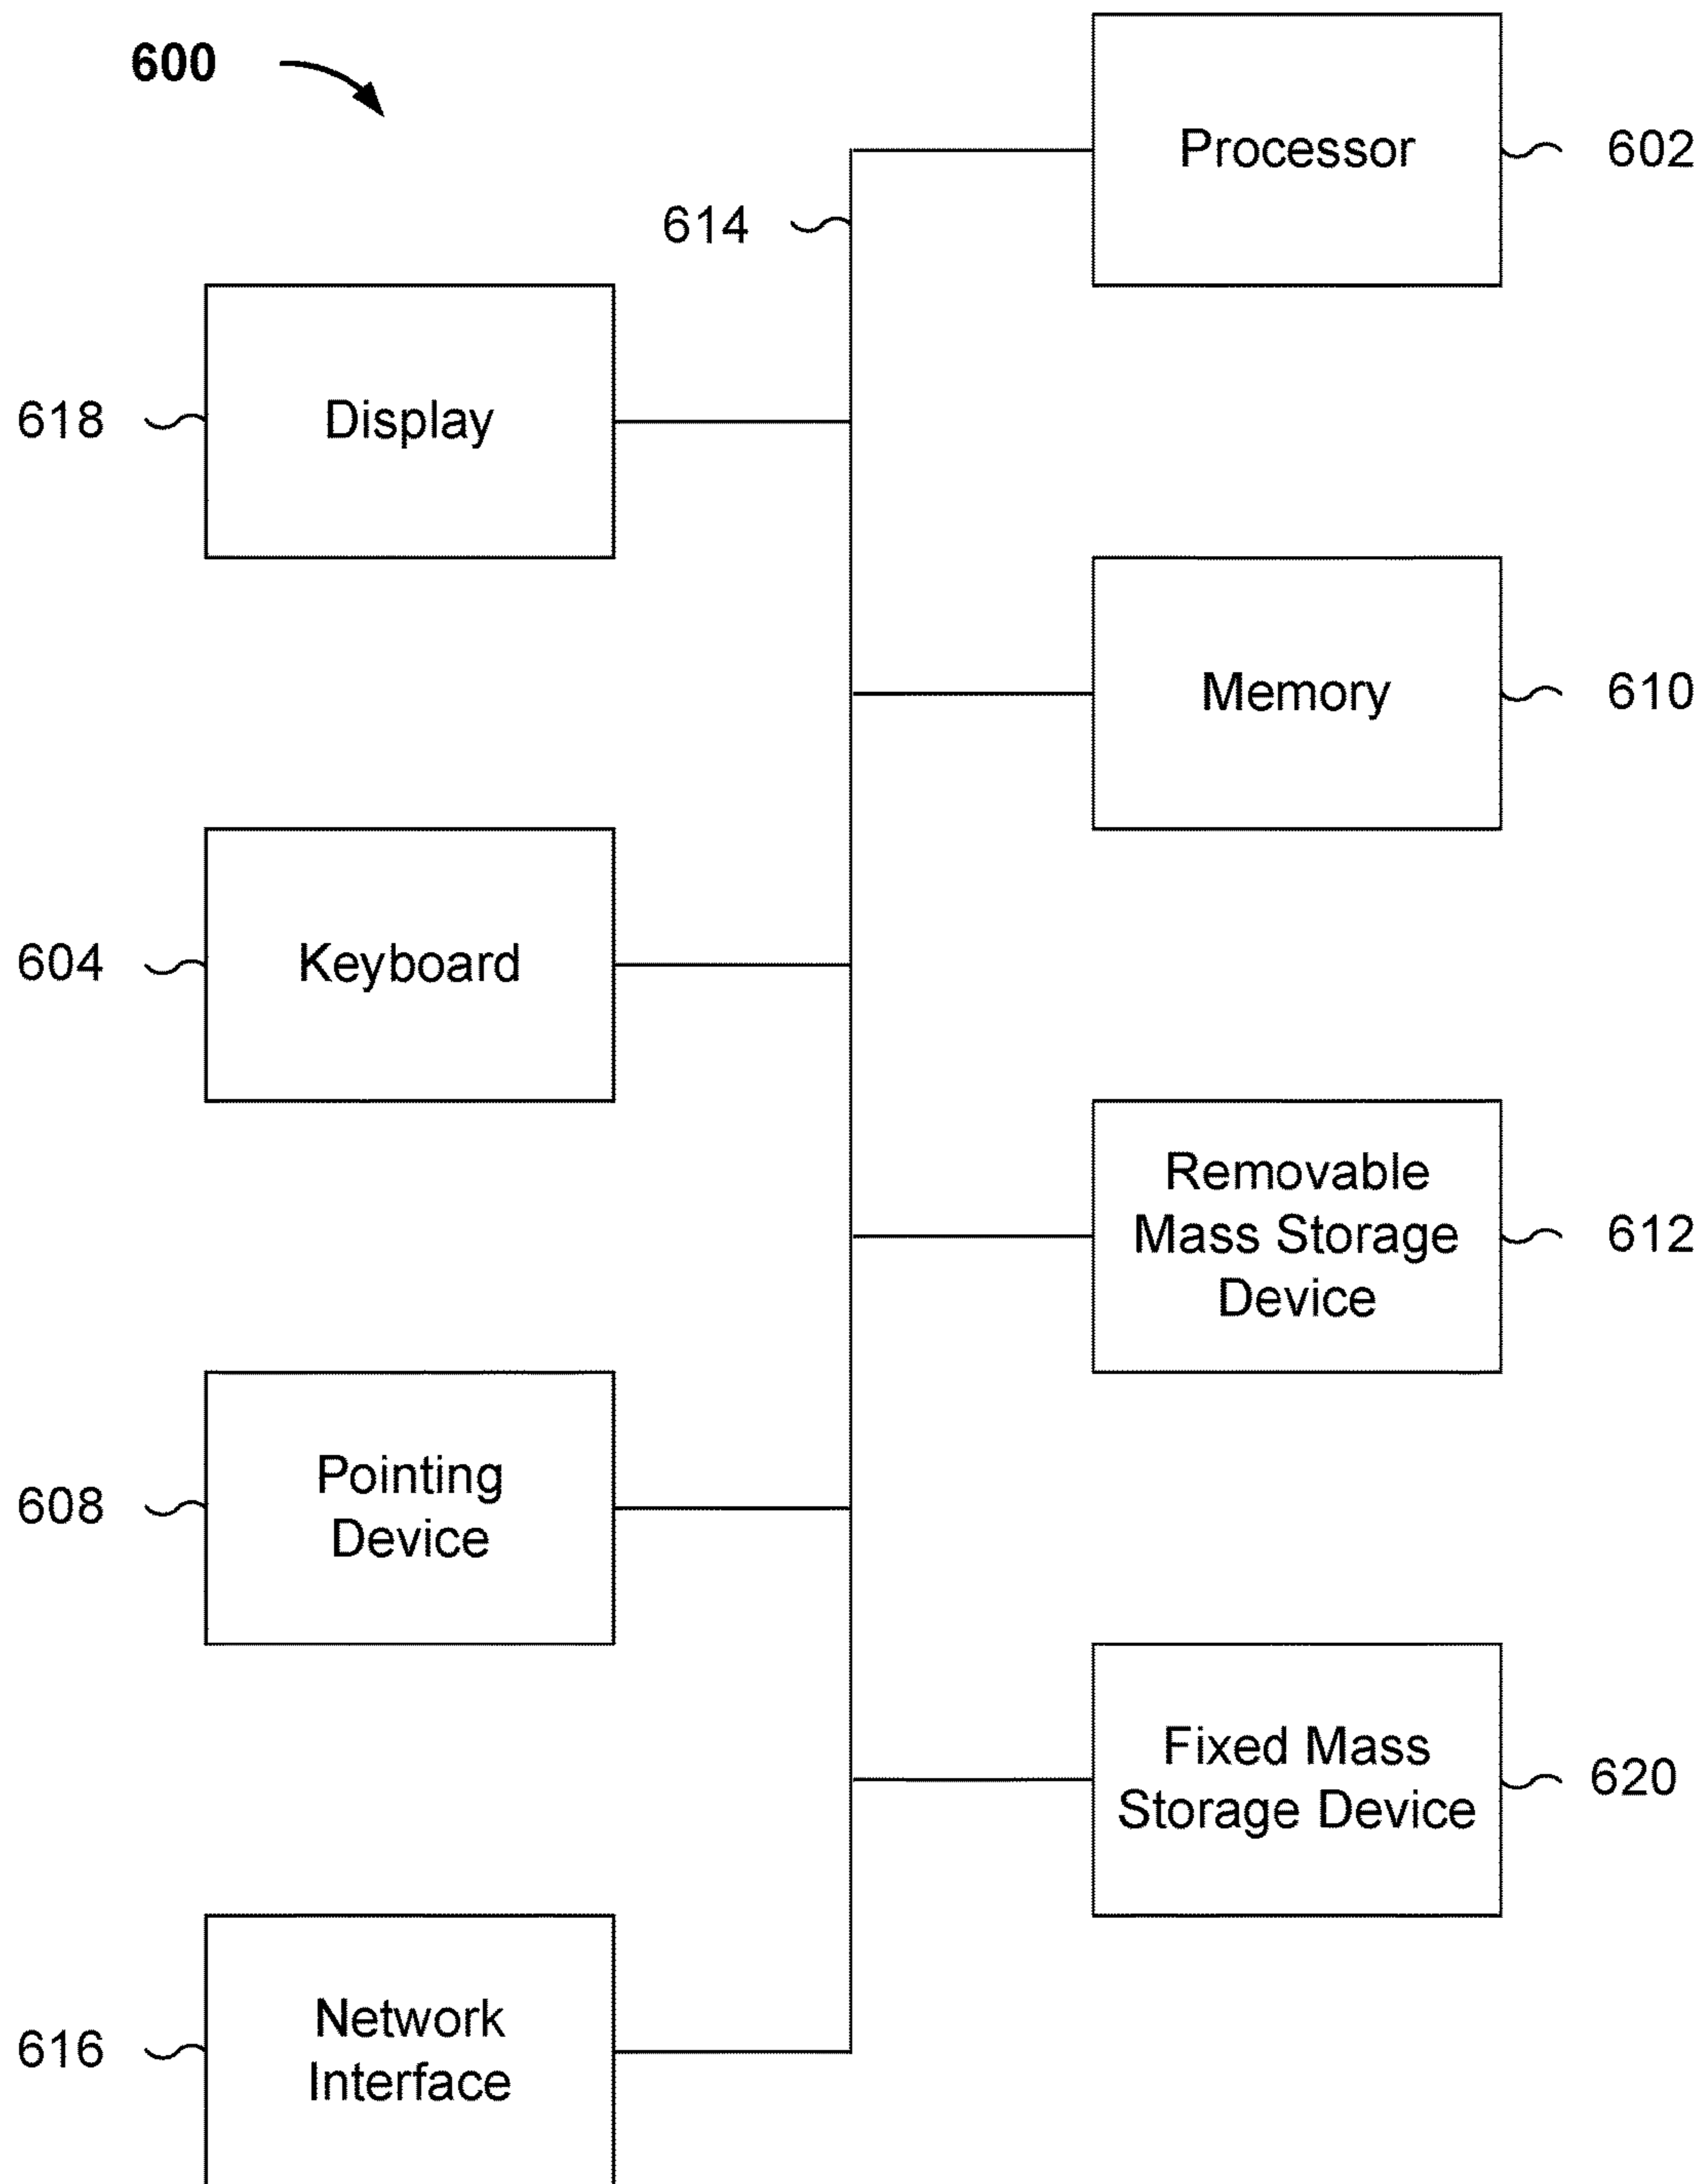 600
Processor
602
614
Display
618
Memory
610
Keyboard
604
Removable
Mass Storage
Device
612
Pointing
Device
608
Fixed Mass
Storage Device
620
Network
Interface
616